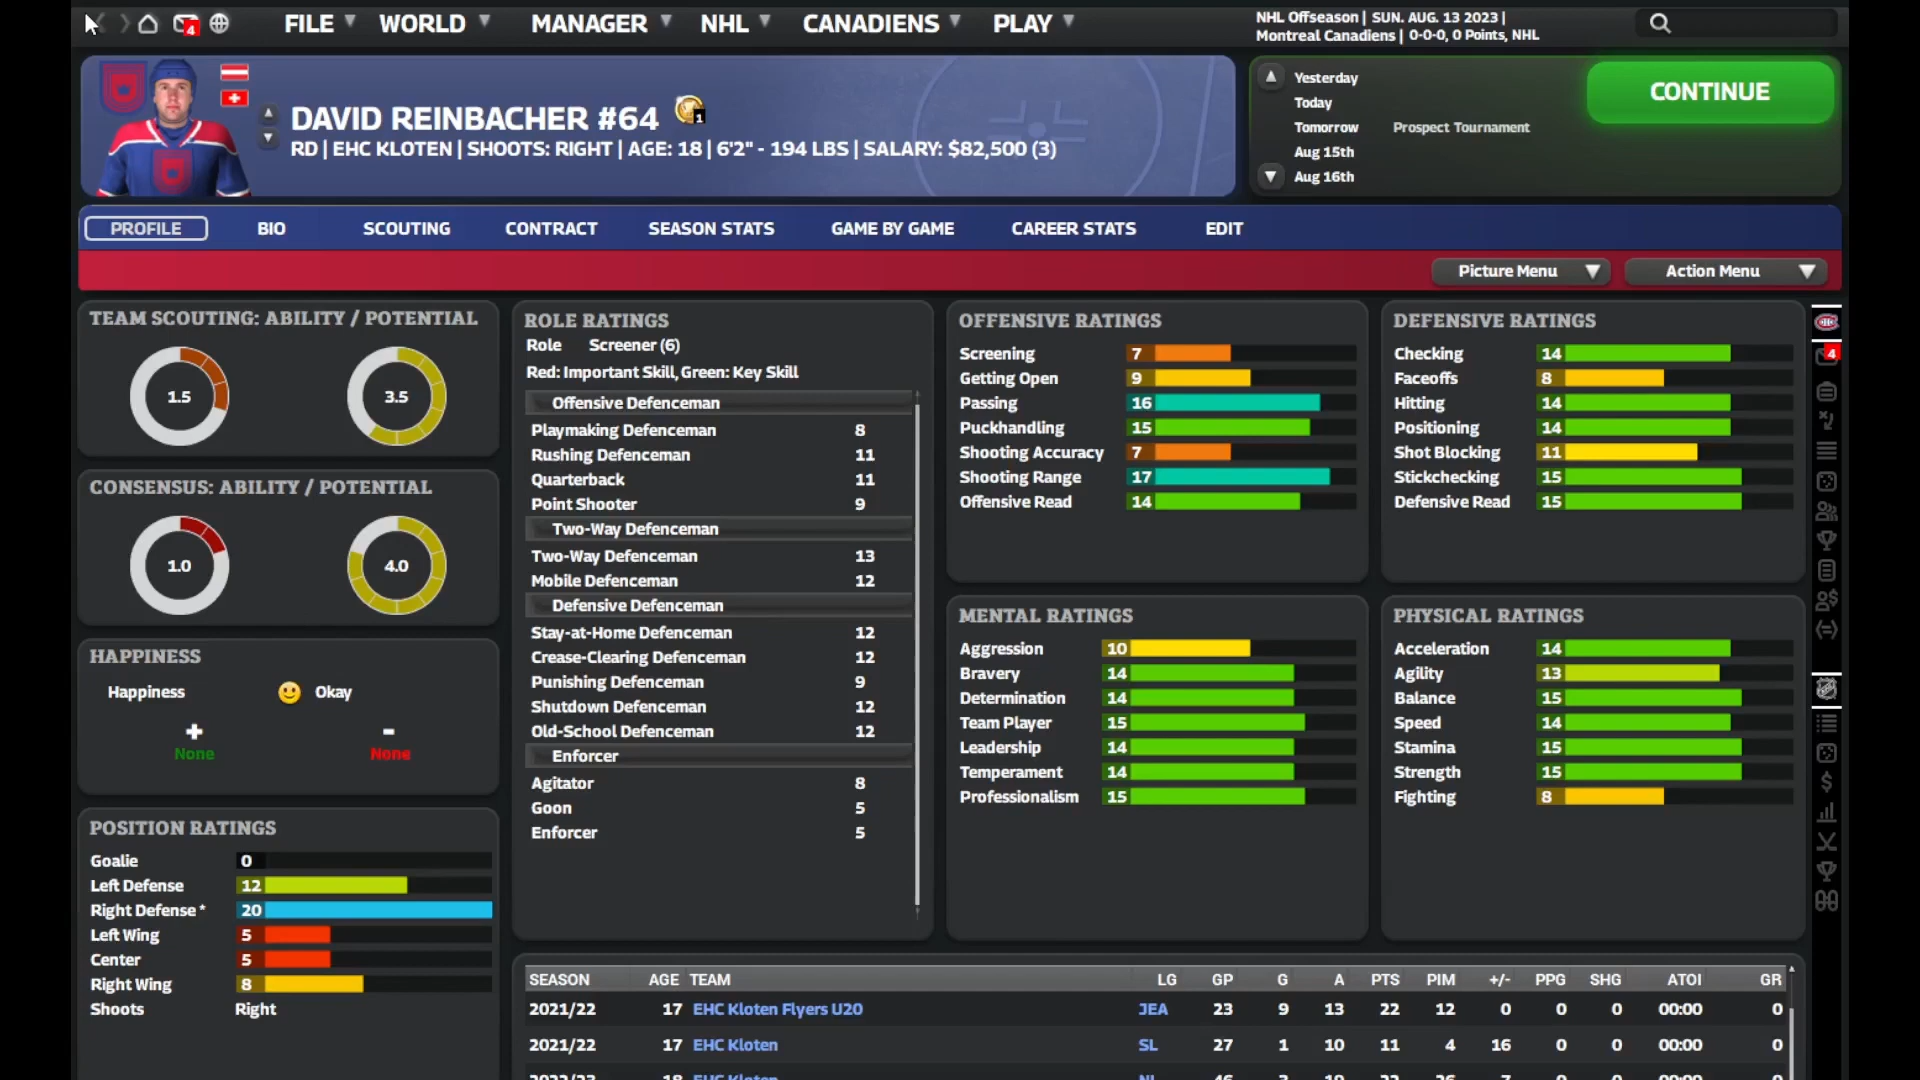 FILE WORLD MANAGER NHL CANADIENS PLAY
NHL Offseason | SUN. AUG. 13 2023 |
Montreal Canadiens | 0-0-0, 0 Points, NHL
4
DAVID REINBACHER #64 1
RD | EHC KLOTEN | SHOOTS: RIGHT | AGE: 18 | 6'2" - 194 LBS | SALARY: $82,500 (3)
Yesterday
Today
Tomorrow Prospect Tournament
Aug 15th
Aug 16th
CONTINUE
PROFILE BIO SCOUTING CONTRACT SEASON STATS GAME BY GAME CAREER STATS EDIT
Picture Menu Action Menu
TEAM SCOUTING: ABILITY / POTENTIAL
1.5 3.5
CONSENSUS: ABILITY / POTENTIAL
1.0 4.0
HAPPINESS
Happiness Okay
+ -
None None
POSITION RATINGS
Goalie 0
Left Defense 12
Right Defense * 20
Left Wing 5
Center 5
Right Wing 8
Shoots Right
ROLE RATINGS
Role Screener (6)
Red: Important Skill, Green: Key Skill
Offensive Defenceman
Playmaking Defenceman 8
Rushing Defenceman 11
Quarterback 11
Point Shooter 9
Two-Way Defenceman
Two-Way Defenceman 13
Mobile Defenceman 12
Defensive Defenceman
Stay-at-Home Defenceman 12
Crease-Clearing Defenceman 12
Punishing Defenceman 9
Shutdown Defenceman 12
Old-School Defenceman 12
Enforcer
Agitator 8
Goon 5
Enforcer 5
OFFENSIVE RATINGS
Screening 7
Getting Open 9
Passing 16
Puckhandling 15
Shooting Accuracy 7
Shooting Range 17
Offensive Read 14
DEFENSIVE RATINGS
Checking 14
Faceoffs 8
Hitting 14
Positioning 14
Shot Blocking 11
Stickchecking 15
Defensive Read 15
MENTAL RATINGS
Aggression 10
Bravery 14
Determination 14
Team Player 15
Leadership 14
Temperament 14
Professionalism 15
PHYSICAL RATINGS
Acceleration 14
Agility 13
Balance 15
Speed 14
Stamina 15
Strength 15
Fighting 8
4
SEASON AGE TEAM LG GP G A PTS PIM +/- PPG SHG ATOI GR
2021/22 17 EHC Kloten Flyers U20 JEA 23 9 13 22 12 0 0 0 00:00 0
2021/22 17 EHC Kloten SL 27 1 10 11 4 16 0 0 00:00 0